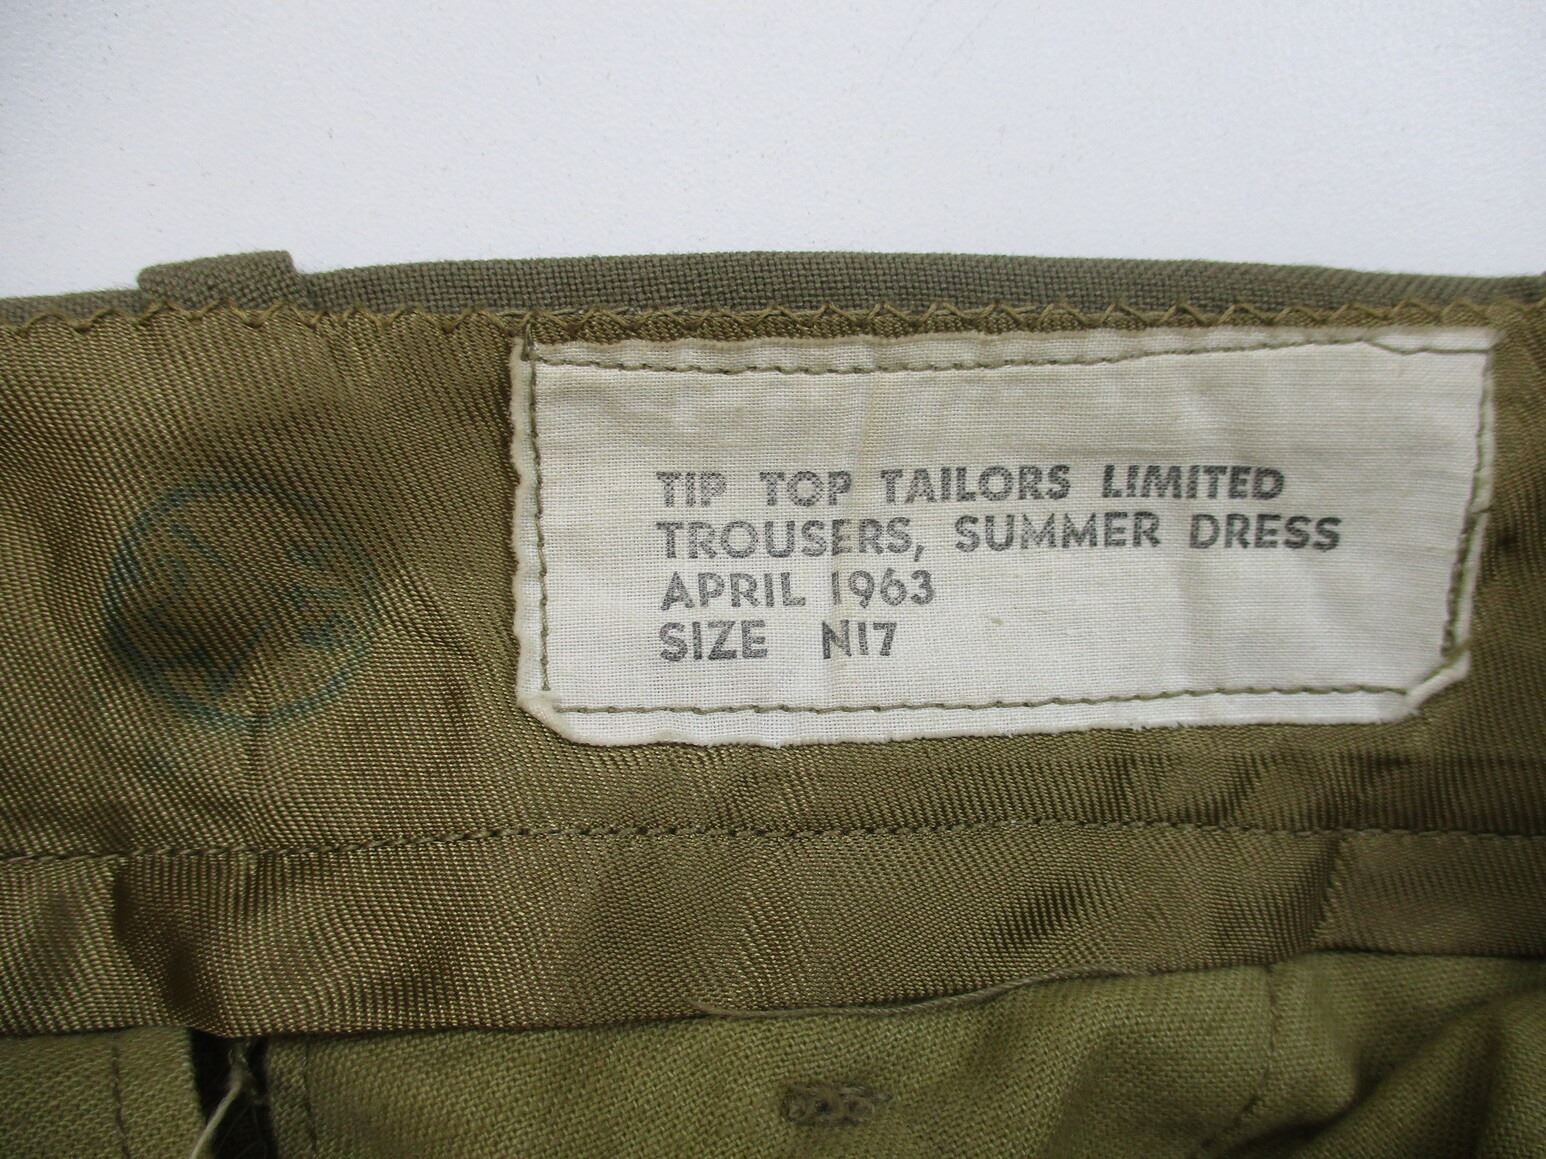 TIP TOP TAILORS LIMITED
TROUSERS, SUMMER DRESS
APRIL 1963
SIZE N17